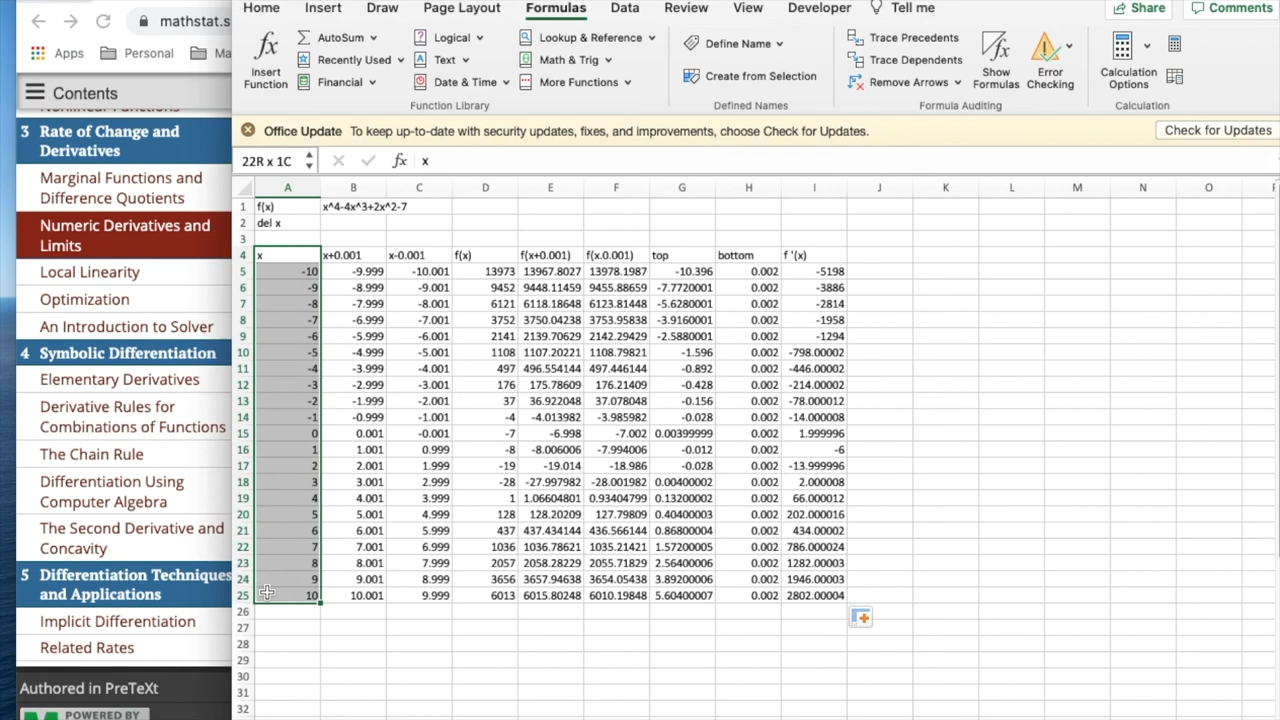 mathstat.s
Apps Personal Ma
Contents
Nonlinear Functions
3 Rate of Change and
Derivatives
Marginal Functions and
Difference Quotients
Numeric Derivatives and
Limits
Local Linearity
Optimization
An Introduction to Solver
4 Symbolic Differentiation
Elementary Derivatives
Derivative Rules for
Combinations of Functions
The Chain Rule
Differentiation Using
Computer Algebra
The Second Derivative and
Concavity
5 Differentiation Techniques
and Applications
Implicit Differentiation
Related Rates
Authored in PreTeXt
POWERED BY
Home Insert Draw Page Layout Formulas Data Review View Developer Tell me Share Comments
fx Insert Function
AutoSum Logical Lookup & Reference
Recently Used Text Math & Trig
Financial Date & Time More Functions
Function Library
Define Name
Create from Selection
Defined Names
Trace Precedents
Trace Dependents
Remove Arrows
Show Formulas
Error Checking
Formula Auditing
Calculation Options
Calculation
Office Update To keep up-to-date with security updates, fixes, and improvements, choose Check for Updates. Check for Updates
22R x 1C fx x
A B C D E F G H I J K L M N O
1 f(x) x^4-4x^3+2x^2-7
2 del x
3
4 x x+0.001 x-0.001 f(x) f(x+0.001) f(x.0.001) top bottom f '(x)
5 -10 -9.999 -10.001 13973 13967.8027 13978.1987 -10.396 0.002 -5198
6 -9 -8.999 -9.001 9452 9448.11459 9455.88659 -7.7720001 0.002 -3886
7 -8 -7.999 -8.001 6121 6118.18648 6123.81448 -5.6280001 0.002 -2814
8 -7 -6.999 -7.001 3752 3750.04238 3753.95838 -3.9160001 0.002 -1958
9 -6 -5.999 -6.001 2141 2139.70629 2142.29429 -2.5880001 0.002 -1294
10 -5 -4.999 -5.001 1108 1107.20221 1108.79821 -1.596 0.002 -798.00002
11 -4 -3.999 -4.001 497 496.554144 497.446144 -0.892 0.002 -446.00002
12 -3 -2.999 -3.001 176 175.78609 176.21409 -0.428 0.002 -214.00002
13 -2 -1.999 -2.001 37 36.922048 37.078048 -0.156 0.002 -78.000012
14 -1 -0.999 -1.001 -4 -4.013982 -3.985982 -0.028 0.002 -14.000008
15 0 0.001 -0.001 -7 -6.998 -7.002 0.00399999 0.002 1.999996
16 1 1.001 0.999 -8 -8.006006 -7.994006 -0.012 0.002 -6
17 2 2.001 1.999 -19 -19.014 -18.986 -0.028 0.002 -13.999996
18 3 3.001 2.999 -28 -27.997982 -28.001982 0.00400002 0.002 2.000008
19 4 4.001 3.999 1 1.06604801 0.93404799 0.13200002 0.002 66.000012
20 5 5.001 4.999 128 128.20209 127.79809 0.40400003 0.002 202.000016
21 6 6.001 5.999 437 437.434144 436.566144 0.86800004 0.002 434.00002
22 7 7.001 6.999 1036 1036.78621 1035.21421 1.57200005 0.002 786.000024
23 8 8.001 7.999 2057 2058.28229 2055.71829 2.56400006 0.002 1282.00003
24 9 9.001 8.999 3656 3657.94638 3654.05438 3.89200006 0.002 1946.00003
25 10 10.001 9.999 6013 6015.80248 6010.19848 5.60400007 0.002 2802.00004
26
27
28
29
30
31
32